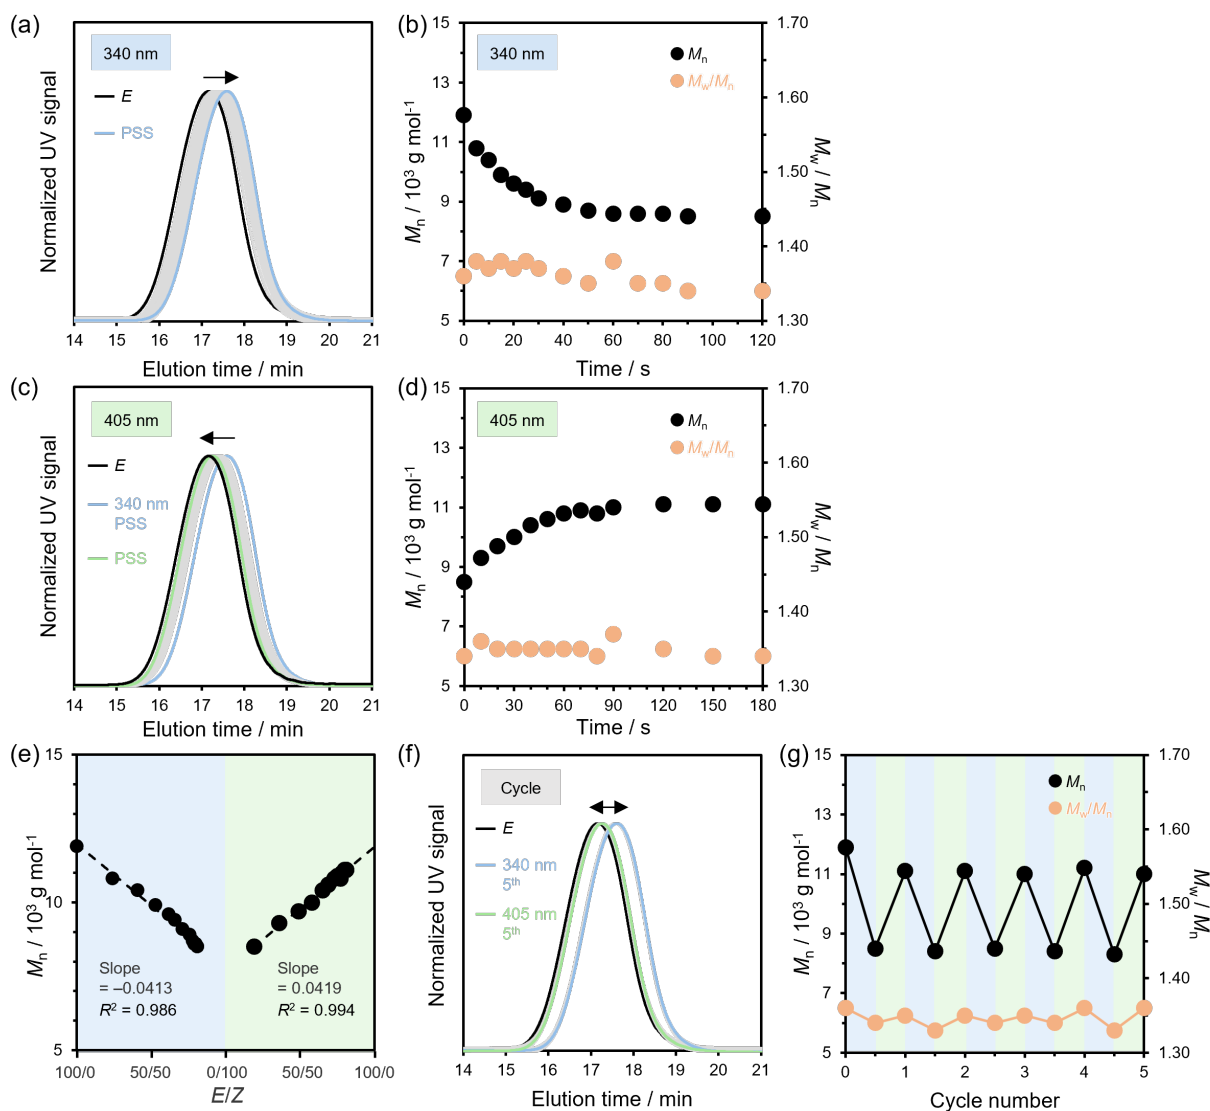 (a)
340 nm
E
PSS
Normalized UV signal
14 15 16 17 18 19 20 21
Elution time / min
(b)
340 nm
Mn
Mw/Mn
15
13
11
9
7
5
Mn / 10³ g mol⁻¹
1.70
1.60
1.50
1.40
1.30
Mw / Mn
0 20 40 60 80 100 120
Time / s
(c)
405 nm
E
340 nm
PSS
PSS
Normalized UV signal
14 15 16 17 18 19 20 21
Elution time / min
(d)
405 nm
Mn
Mw/Mn
15
13
11
9
7
5
Mn / 10³ g mol⁻¹
1.70
1.60
1.50
1.40
1.30
Mw / Mn
0 30 60 90 120 150 180
Time / s
(e)
15
10
5
Mn / 10³ g mol⁻¹
Slope
= –0.0413
R² = 0.986
Slope
= 0.0419
R² = 0.994
100/0 50/50 0/100 50/50 100/0
E/Z
(f)
Cycle
E
340 nm
5th
405 nm
5th
Normalized UV signal
14 15 16 17 18 19 20 21
Elution time / min
(g)
Mn
Mw/Mn
15
13
11
9
7
5
Mn / 10³ g mol⁻¹
1.70
1.60
1.50
1.40
1.30
Mw / Mn
0 1 2 3 4 5
Cycle number